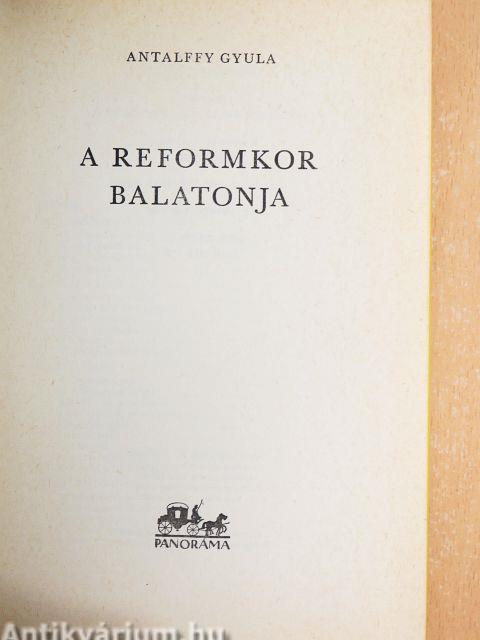 ANTALFFY GYULA
A REFORMKOR
BALATONJA
PANORÁMA
Antikvárium.hu